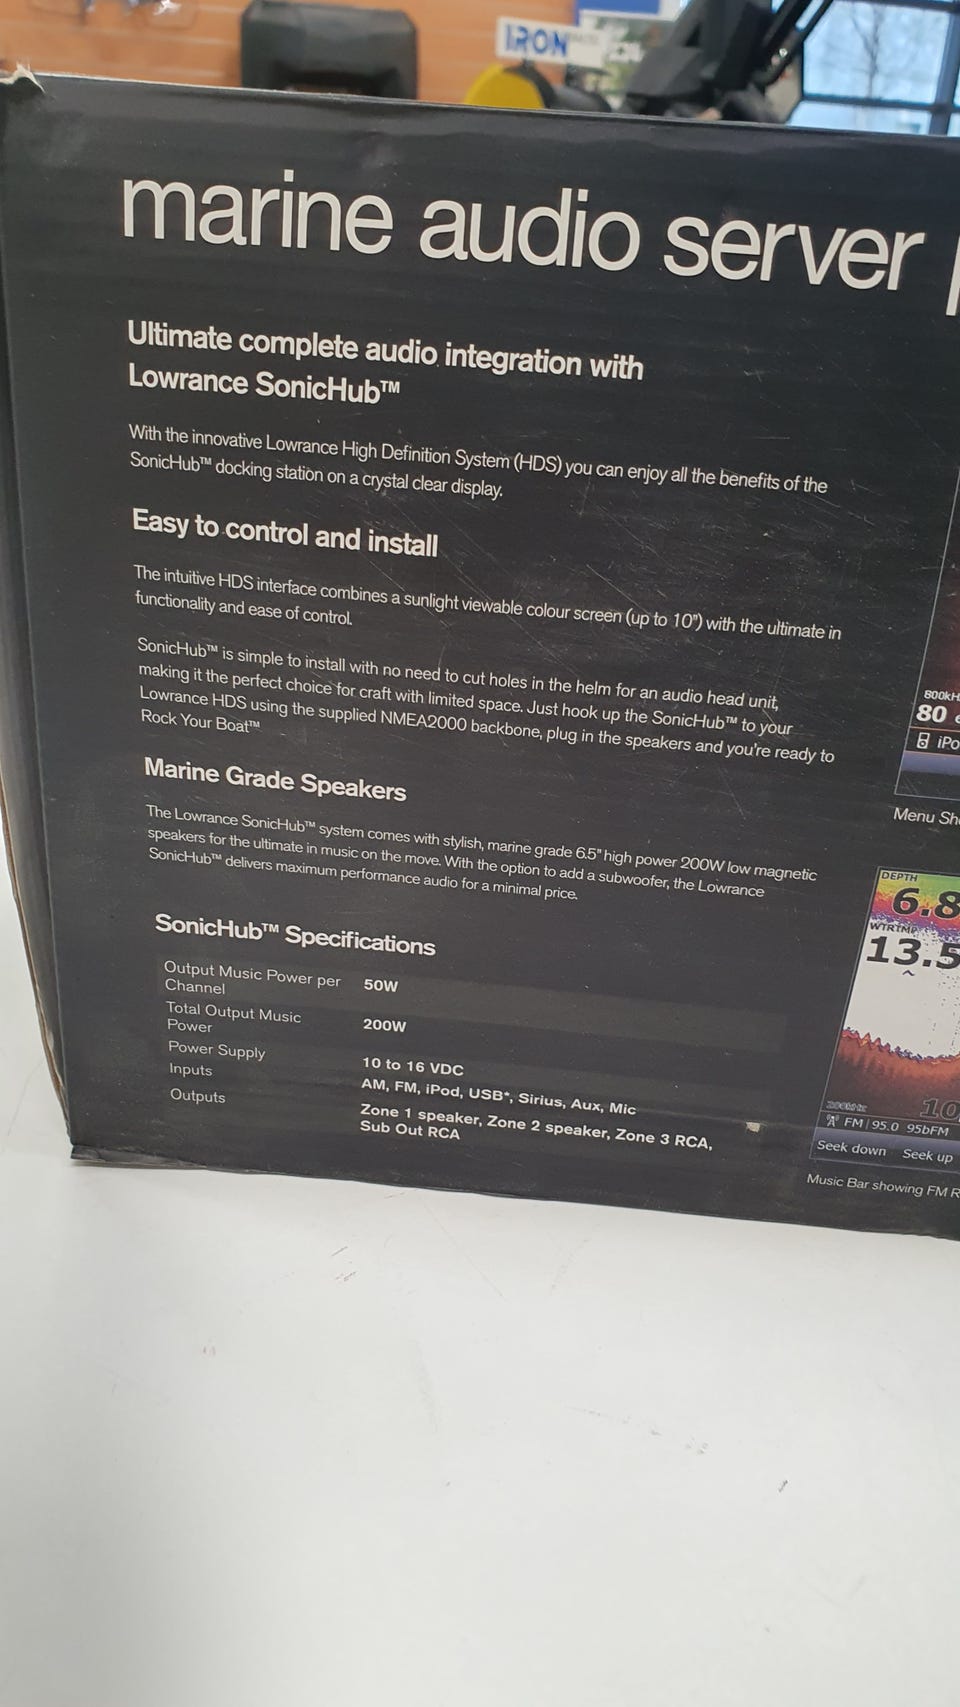 IRON
marine audio server
Ultimate complete audio integration with
Lowrance SonicHub™
With the innovative Lowrance High Definition System (HDS) you can enjoy all the benefits of the
SonicHub™ docking station on a crystal clear display.
Easy to control and install
The intuitive HDS interface combines a sunlight viewable colour screen (up to 10") with the ultimate in
functionality and ease of control.
SonicHub™ is simple to install with no need to cut holes in the helm for an audio head unit,
making it the perfect choice for craft with limited space. Just hook up the SonicHub™ to your
Lowrance HDS using the supplied NMEA2000 backbone, plug in the speakers and you're ready to
Rock Your Boat™
Marine Grade Speakers
The Lowrance SonicHub™ system comes with stylish, marine grade 6.5" high power 200W low magnetic
speakers for the ultimate in music on the move. With the option to add a subwoofer, the Lowrance
SonicHub™ delivers maximum performance audio for a minimal price.
SonicHub™ Specifications
Output Music Power per
Channel
50W
Total Output Music
Power
200W
Power Supply
10 to 16 VDC
Inputs
AM, FM, iPod, USB*, Sirius, Aux, Mic
Outputs
Zone 1 speaker, Zone 2 speaker, Zone 3 RCA,
Sub Out RCA
800kH
80
iPo
Menu Sh
DEPTH
6.8
WTRTMP
13.5
200kHz
10
FM | 95.0 95bFM
Seek down Seek up
Music Bar showing FM R